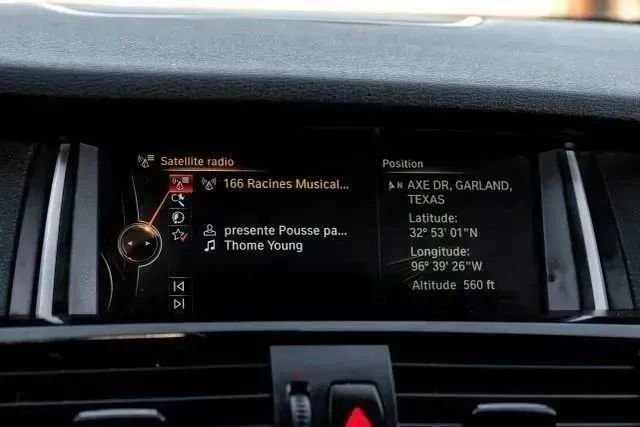 Satellite radio
166 Racines Musical...
presente Pousse pa...
Thome Young
Position
N AXE DR, GARLAND,
TEXAS
Latitude:
32° 53' 01"N
Longitude:
96° 39' 26"W
Altitude 560 ft